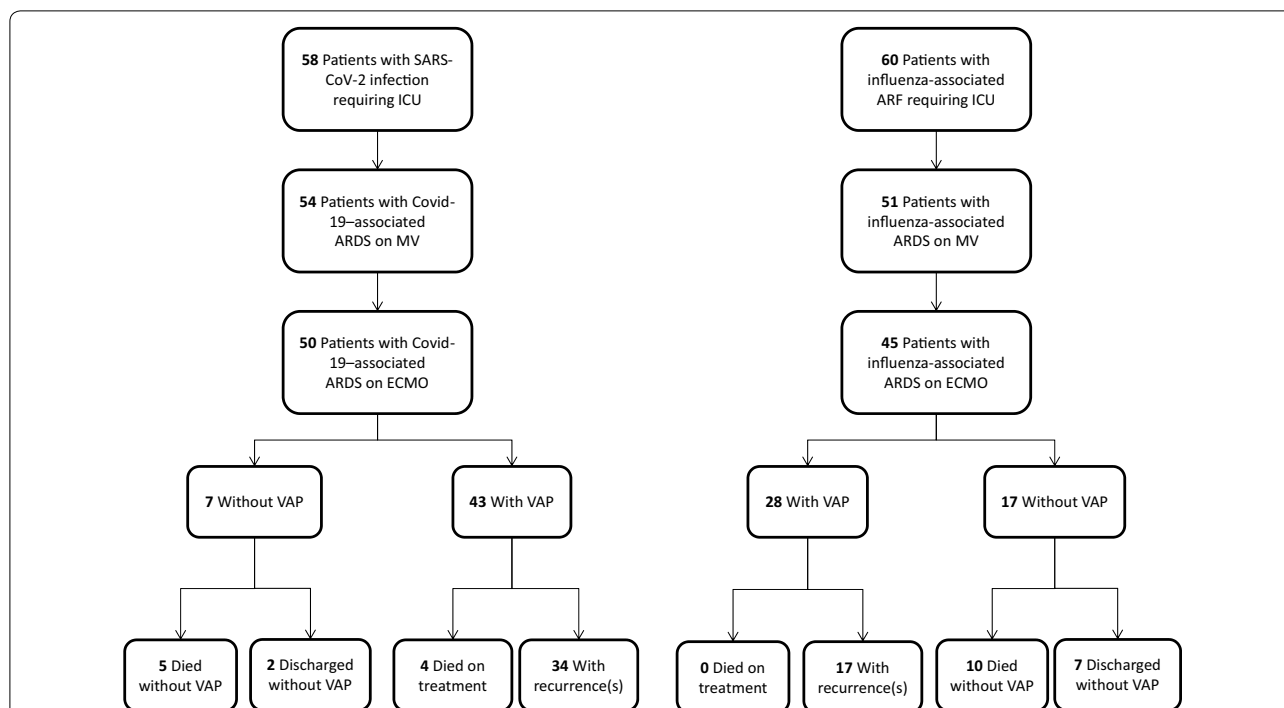 58 Patients with SARS-
CoV-2 infection
requiring ICU
60 Patients with
influenza-associated
ARF requiring ICU
54 Patients with Covid-
19–associated
ARDS on MV
51 Patients with
influenza-associated
ARDS on MV
50 Patients with Covid-
19–associated
ARDS on ECMO
45 Patients with
influenza-associated
ARDS on ECMO
7 Without VAP
43 With VAP
28 With VAP
17 Without VAP
5 Died
without VAP
2 Discharged
without VAP
4 Died on
treatment
34 With
recurrence(s)
0 Died on
treatment
17 With
recurrence(s)
10 Died
without VAP
7 Discharged
without VAP